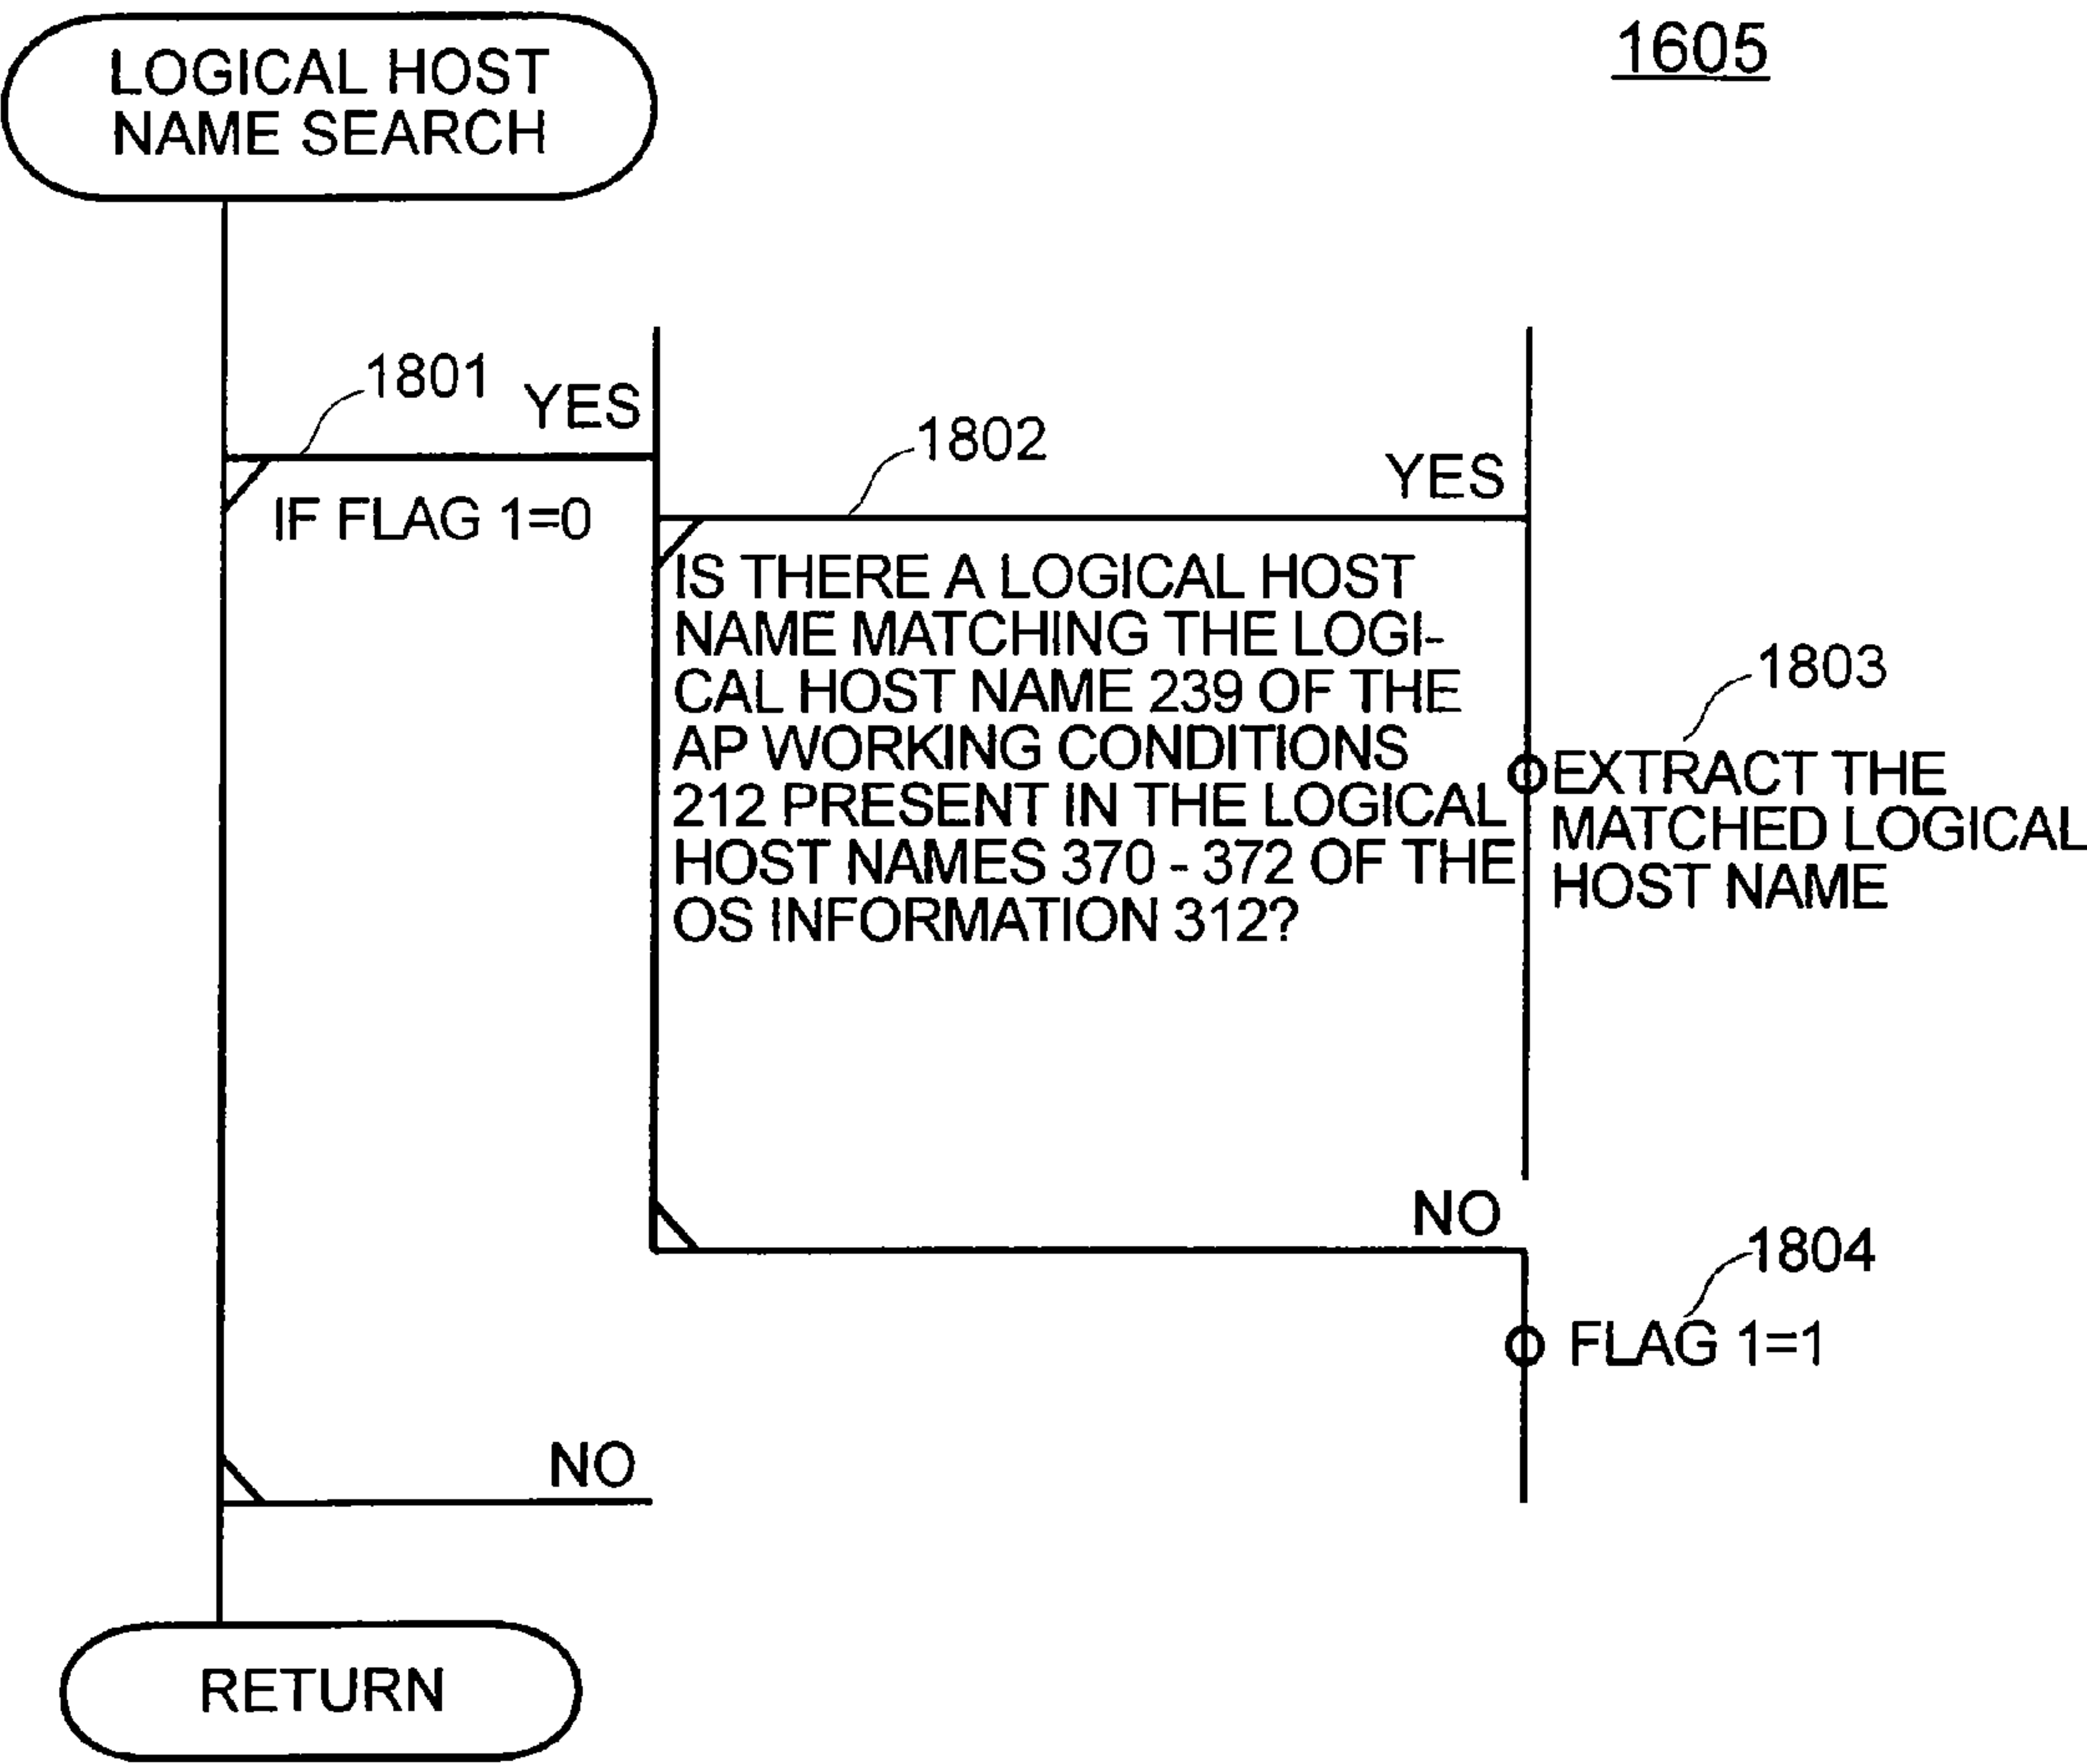 LOGICAL HOST
NAME SEARCH
1605
1801
YES
IF FLAG 1=0
1802
YES
IS THERE A LOGICAL HOST
NAME MATCHING THE LOGI-
CAL HOST NAME 239 OF THE
AP WORKING CONDITIONS
212 PRESENT IN THE LOGICAL
HOST NAMES 370 - 372 OF THE
OS INFORMATION 312?
1803
EXTRACT THE
MATCHED LOGICAL
HOST NAME
NO
1804
FLAG 1=1
NO
RETURN